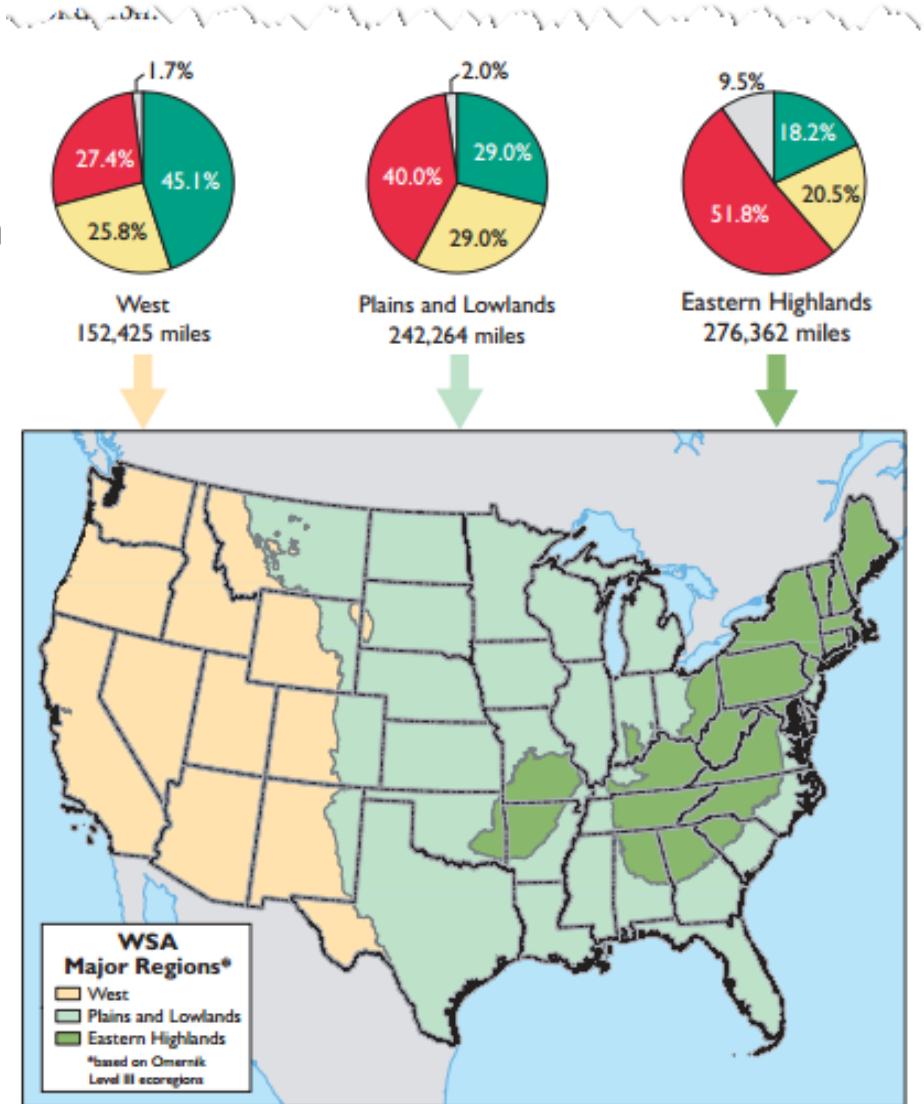 1.7%
27.4%
45.1%
25.8%
West
152,425 miles
2.0%
40.0%
29.0%
29.0%
Plains and Lowlands
242,264 miles
9.5%
18.2%
51.8%
20.5%
Eastern Highlands
276,362 miles
WSA
Major Regions*
West
Plains and Lowlands
Eastern Highlands
*based on Omernik
Level III ecoregions